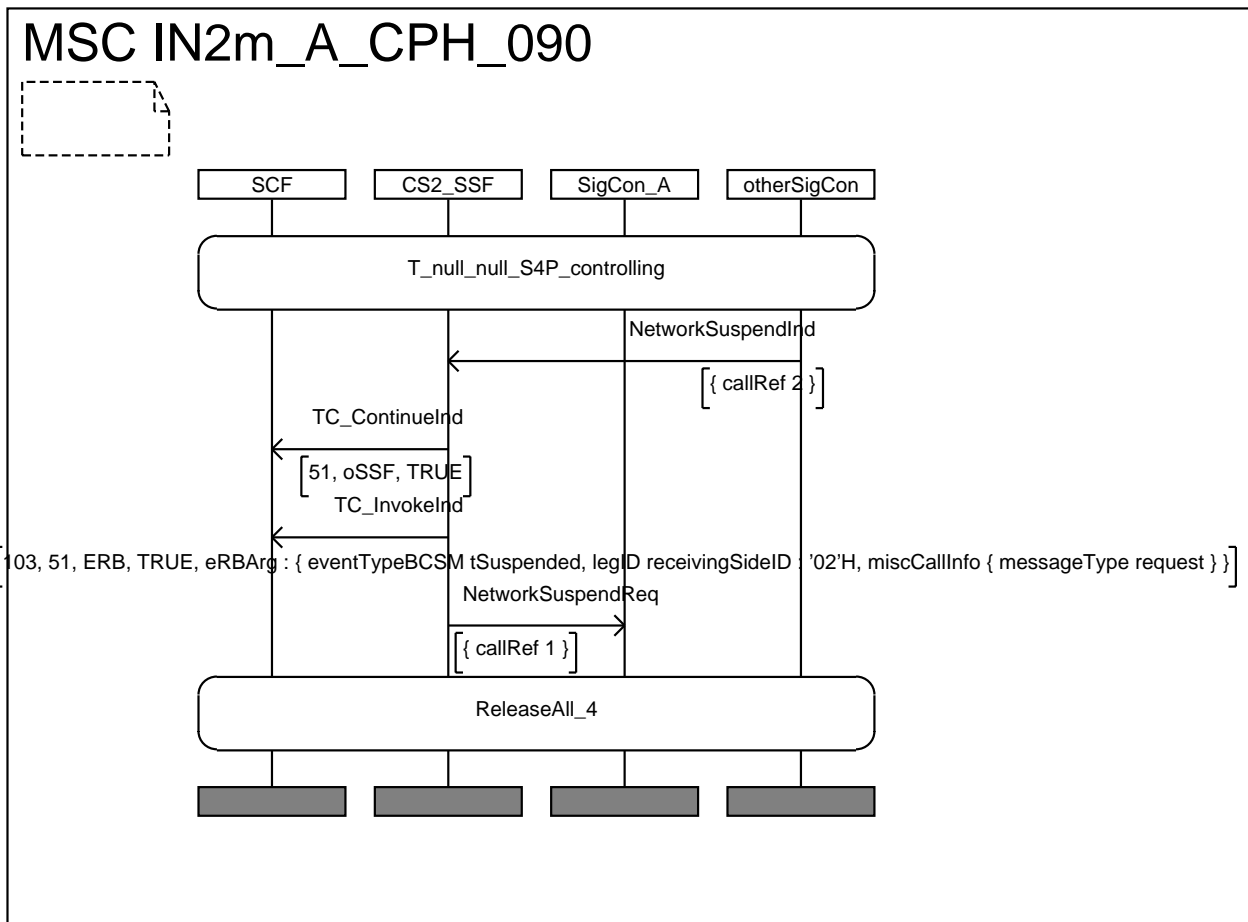 MSC IN2m_A_CPH_090
SCF CS2_SSF SigCon_A otherSigCon
T_null_null_S4P_controlling
NetworkSuspendInd
{ callRef 2 }
TC_ContinueInd
51, oSSF, TRUE
TC_InvokeInd
103, 51, ERB, TRUE, eRBArg : { eventTypeBCSM tSuspended, legID receivingSideID : '02'H, miscCallInfo { messageType request } }
NetworkSuspendReq
{ callRef 1 }
ReleaseAll_4